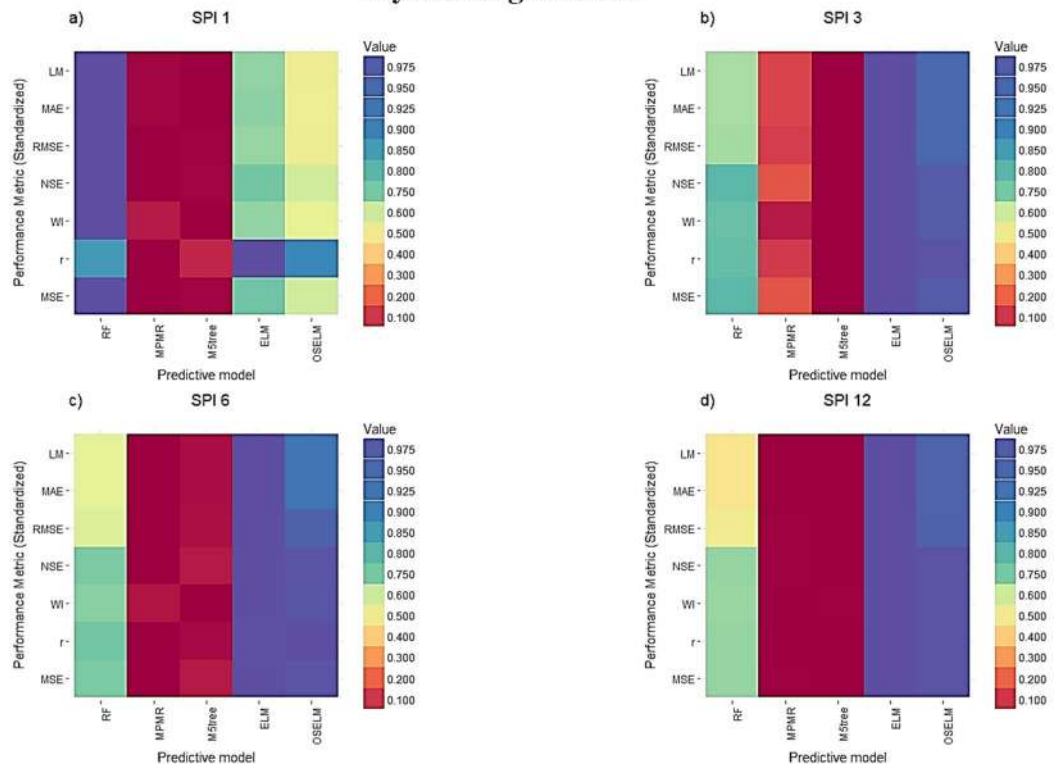 a) SPI 1
Performance Metric (Standardized)
LM
MAE
RMSE
NSE
WI
r
MSE
RF
MPMR
M5tree
ELM
OSELM
Predictive model
Value
0.975
0.950
0.925
0.900
0.850
0.800
0.750
0.600
0.500
0.400
0.300
0.200
0.100
b) SPI 3
Performance Metric (Standardized)
LM
MAE
RMSE
NSE
WI
r
MSE
RF
MPMR
M5tree
ELM
OSELM
Predictive model
Value
0.975
0.950
0.925
0.900
0.850
0.800
0.750
0.600
0.500
0.400
0.300
0.200
0.100
c) SPI 6
Performance Metric (Standardized)
LM
MAE
RMSE
NSE
WI
r
MSE
RF
MPMR
M5tree
ELM
OSELM
Predictive model
Value
0.975
0.950
0.925
0.900
0.850
0.800
0.750
0.600
0.500
0.400
0.300
0.200
0.100
d) SPI 12
Performance Metric (Standardized)
LM
MAE
RMSE
NSE
WI
r
MSE
RF
MPMR
M5tree
ELM
OSELM
Predictive model
Value
0.975
0.950
0.925
0.900
0.850
0.800
0.750
0.600
0.500
0.400
0.300
0.200
0.100